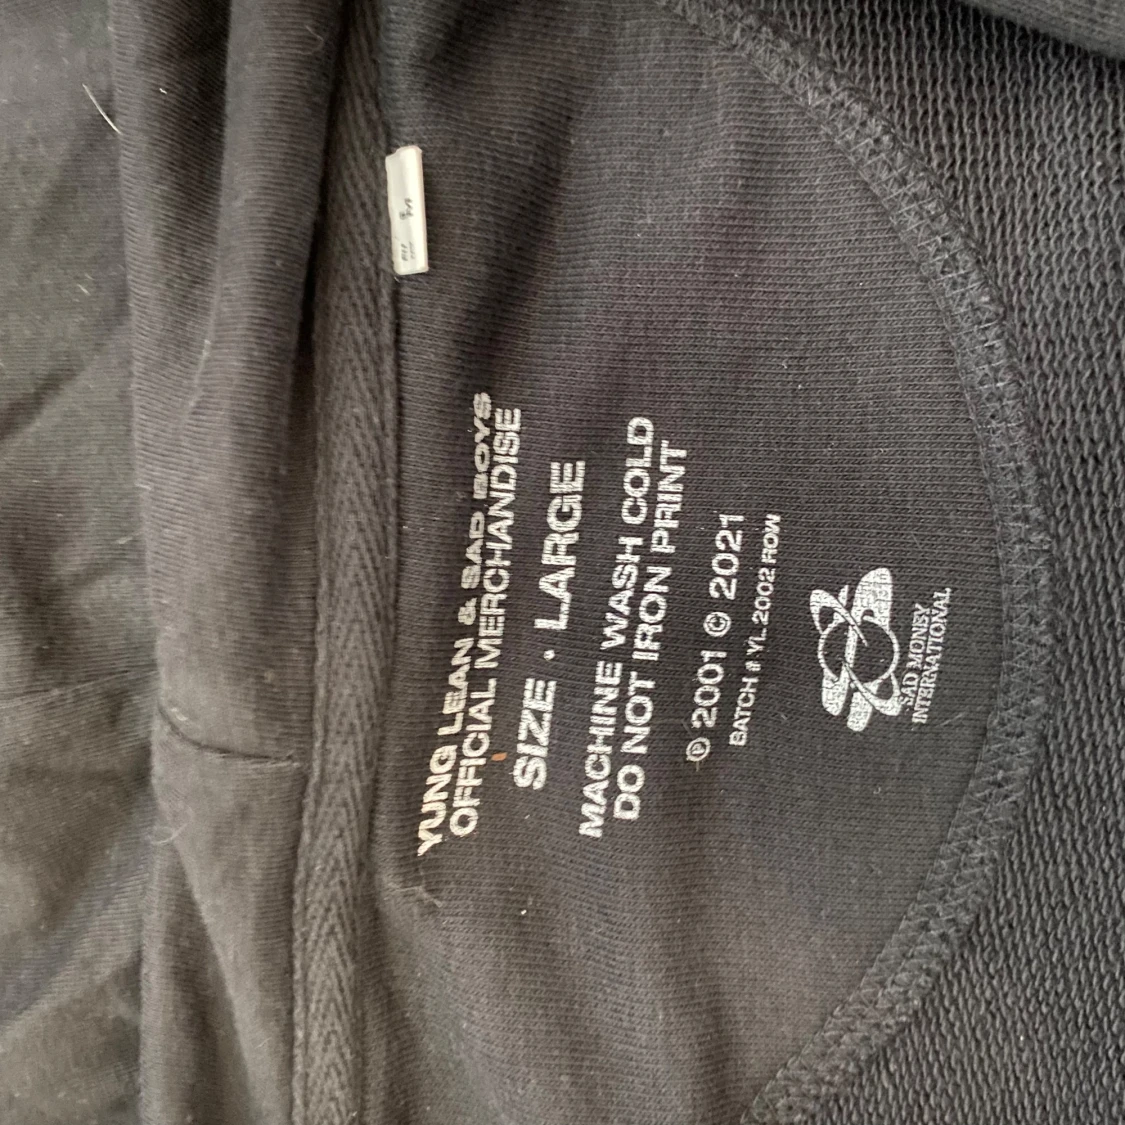 YUNG LEAN & SAD BOYS
OFFICIAL MERCHANDISE
SIZE · LARGE
MACHINE WASH COLD
DO NOT IRON PRINT
℗ 2001 © 2021
BATCH # YL 2002 ROW
SAD MONEY
INTERNATIONAL